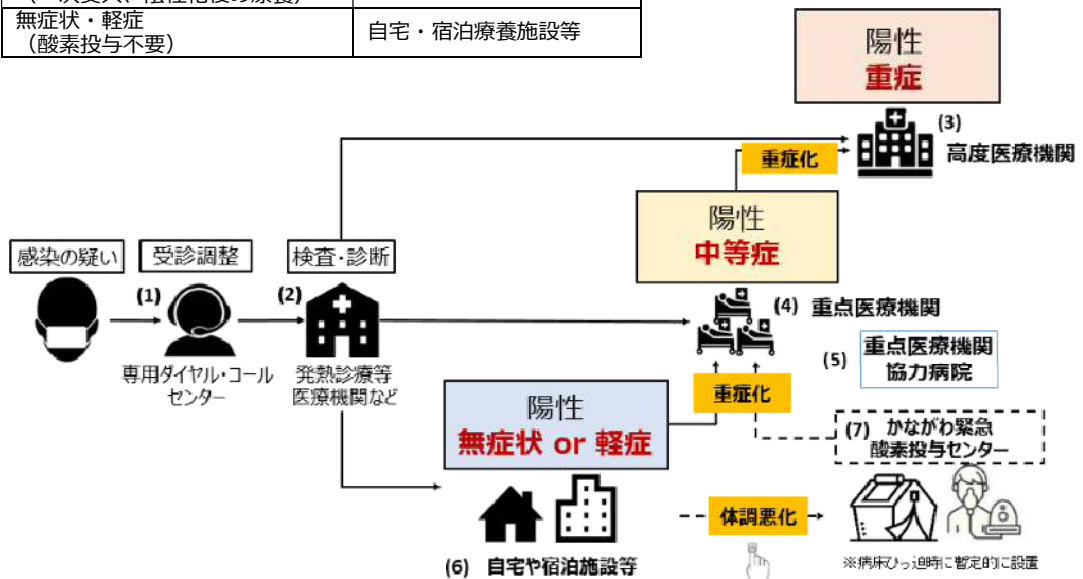 無症状・軽症
（酸素投与不要）
自宅・宿泊療養施設等
陽性
重症
(3)
高度医療機関
重症化
陽性
中等症
感染の疑い
受診調整
検査・診断
(1)
(2)
(4) 重点医療機関
(5)
重点医療機関
協力病院
専用ダイヤル・コール
センター
発熱診療等
医療機関など
重症化
陽性
無症状 or 軽症
(7) かながわ緊急
酸素投与センター
体調悪化
(6) 自宅や宿泊施設等
※病床ひっ迫時に暫定的に設置